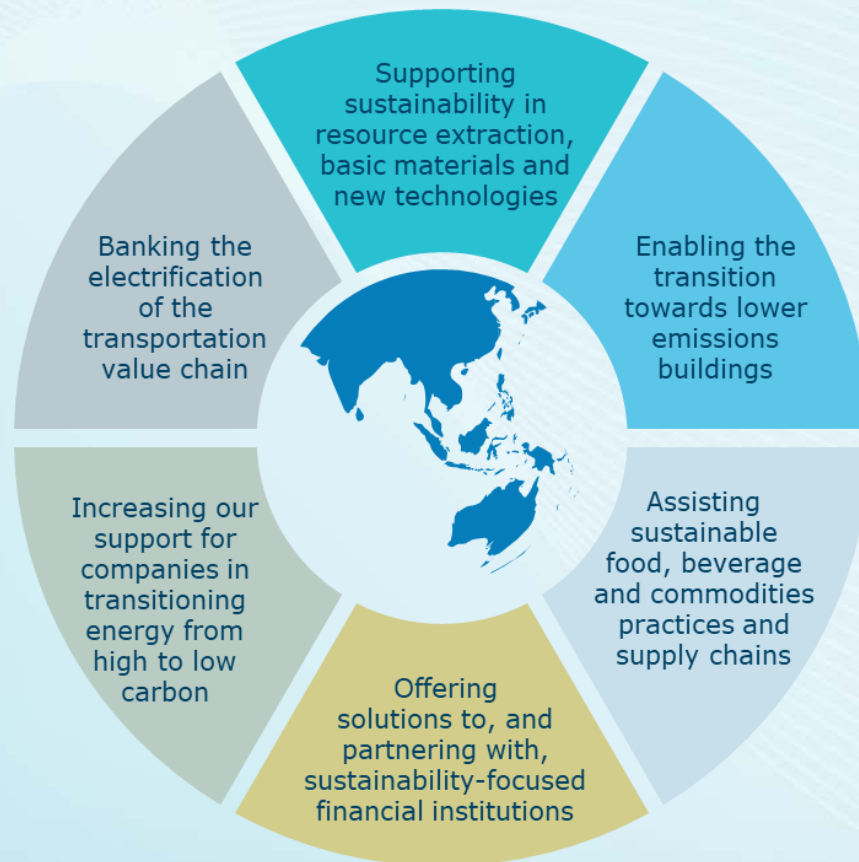 Supporting
sustainability in
resource extraction,
basic materials and
new technologies
Enabling the
transition
towards lower
emissions
buildings
Assisting
sustainable
food, beverage
and commodities
practices and
supply chains
Offering
solutions to, and
partnering with,
sustainability-focused
financial institutions
Increasing our
support for
companies in
transitioning
energy from
high to low
carbon
Banking the
electrification
of the
transportation
value chain